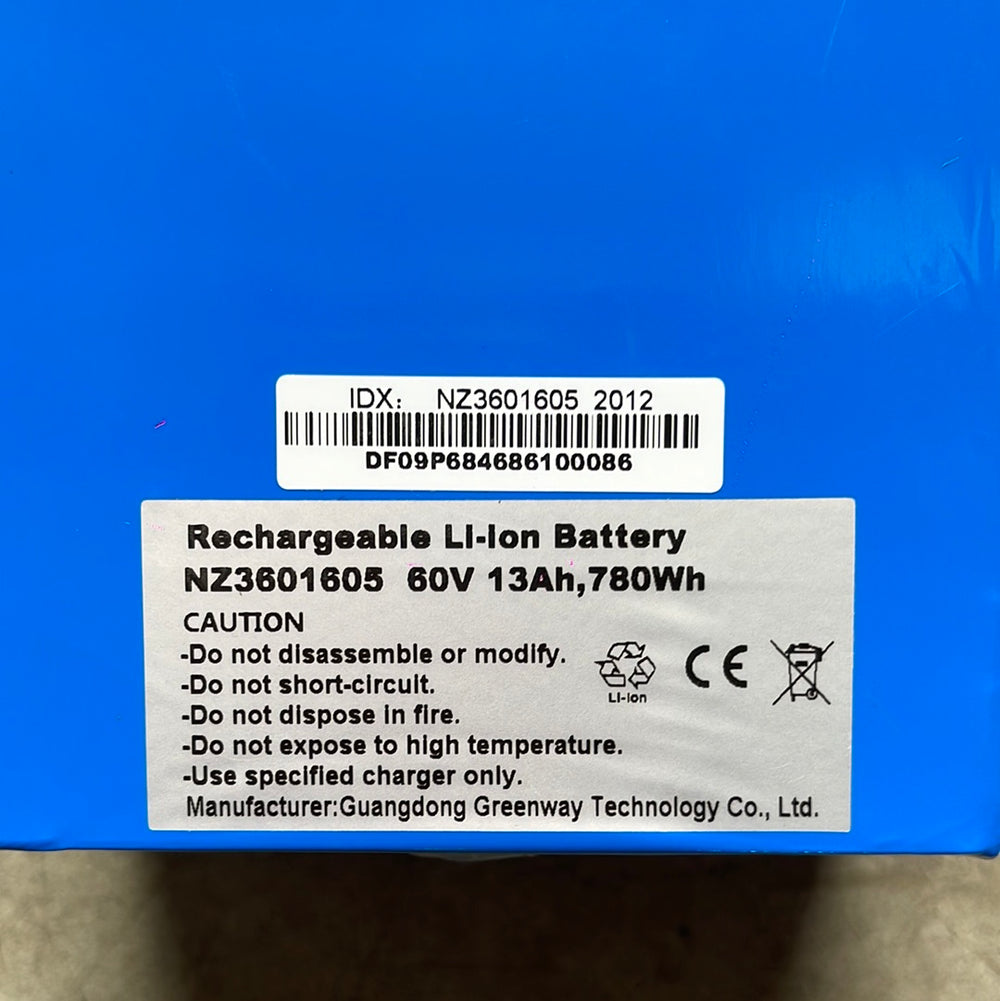 IDX: NZ3601605 2012
DF09P684686100086
Rechargeable LI-Ion Battery
NZ3601605 60V 13Ah,780Wh
CAUTION
-Do not disassemble or modify.
-Do not short-circuit.
-Do not dispose in fire.
-Do not expose to high temperature.
-Use specified charger only.
LI-Ion
CE
Manufacturer:Guangdong Greenway Technology Co., Ltd.